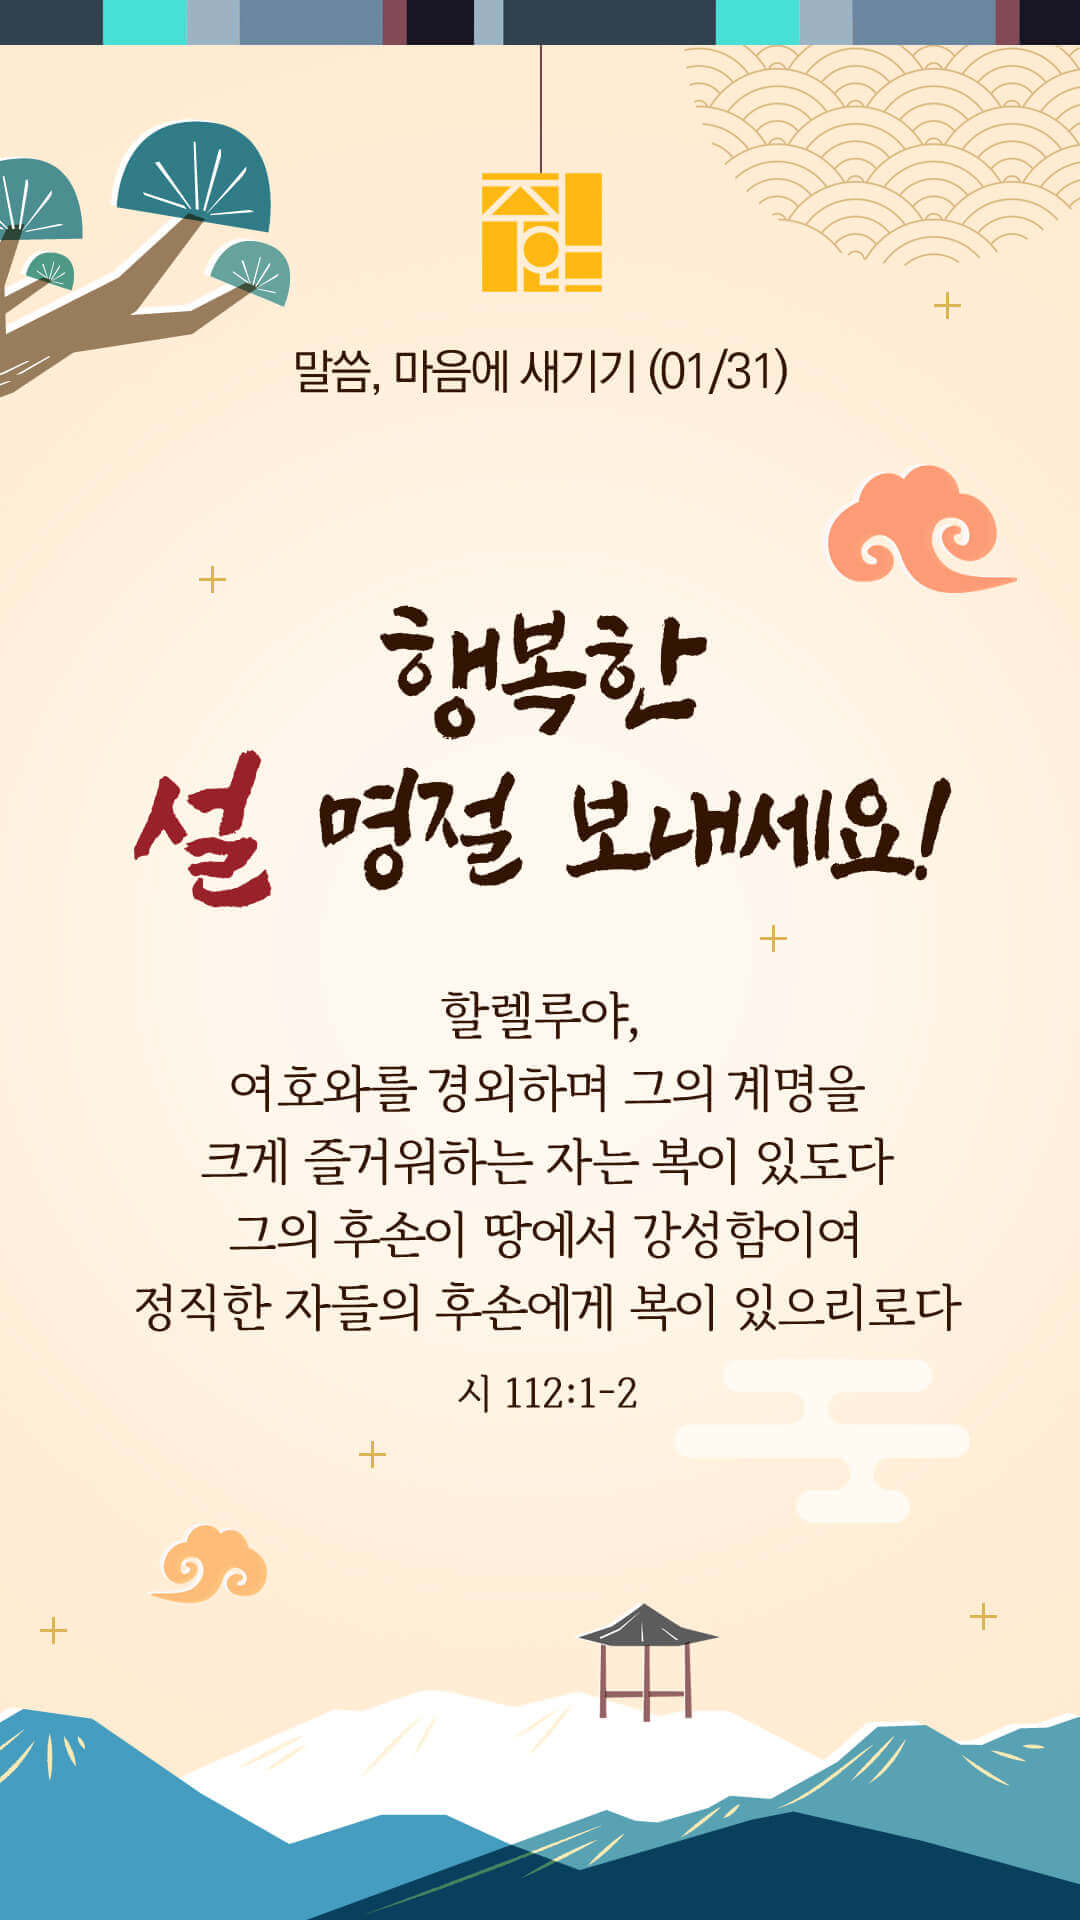 주안
말씀, 마음에 새기기 (01/31)
행복한
설 명절 보내세요!
할렐루야,
여호와를 경외하며 그의 계명을
크게 즐거워하는 자는 복이 있도다
그의 후손이 땅에서 강성함이여
정직한 자들의 후손에게 복이 있으리로다
시 112:1-2